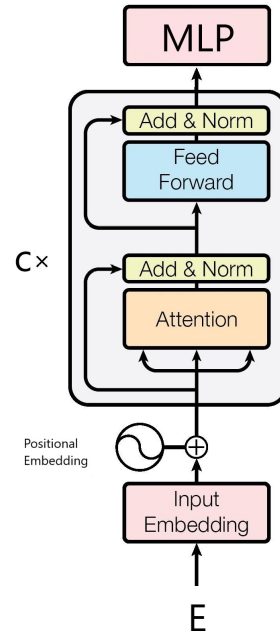 MLP
Add & Norm
Feed
Forward
C×
Add & Norm
Attention
Positional
Embedding
Input
Embedding
E